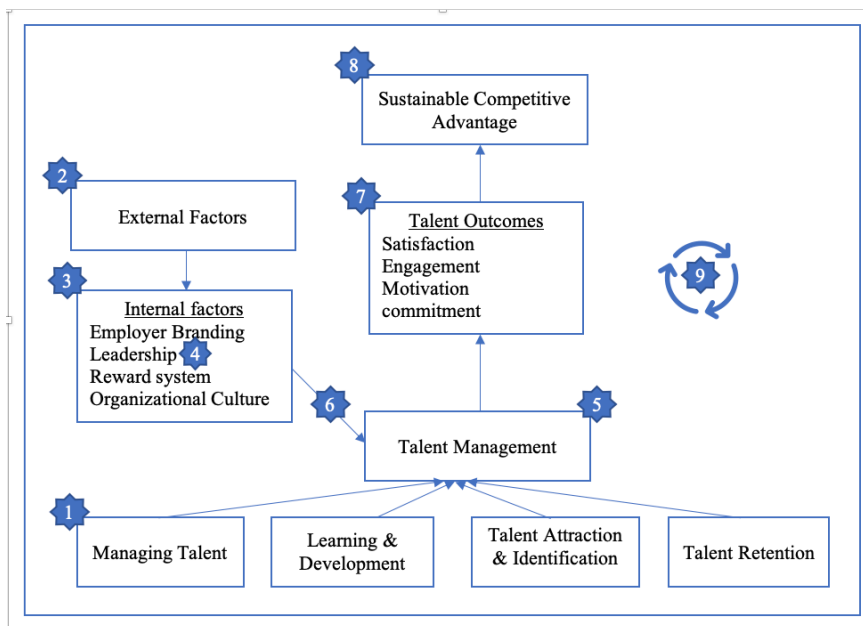 8
Sustainable Competitive
Advantage
2
External Factors
7
Talent Outcomes
Satisfaction
Engagement
Motivation
commitment
9
3
Internal factors
Employer Branding
Leadership 4
Reward system
Organizational Culture
6
5
Talent Management
1
Managing Talent
Learning &
Development
Talent Attraction
& Identification
Talent Retention